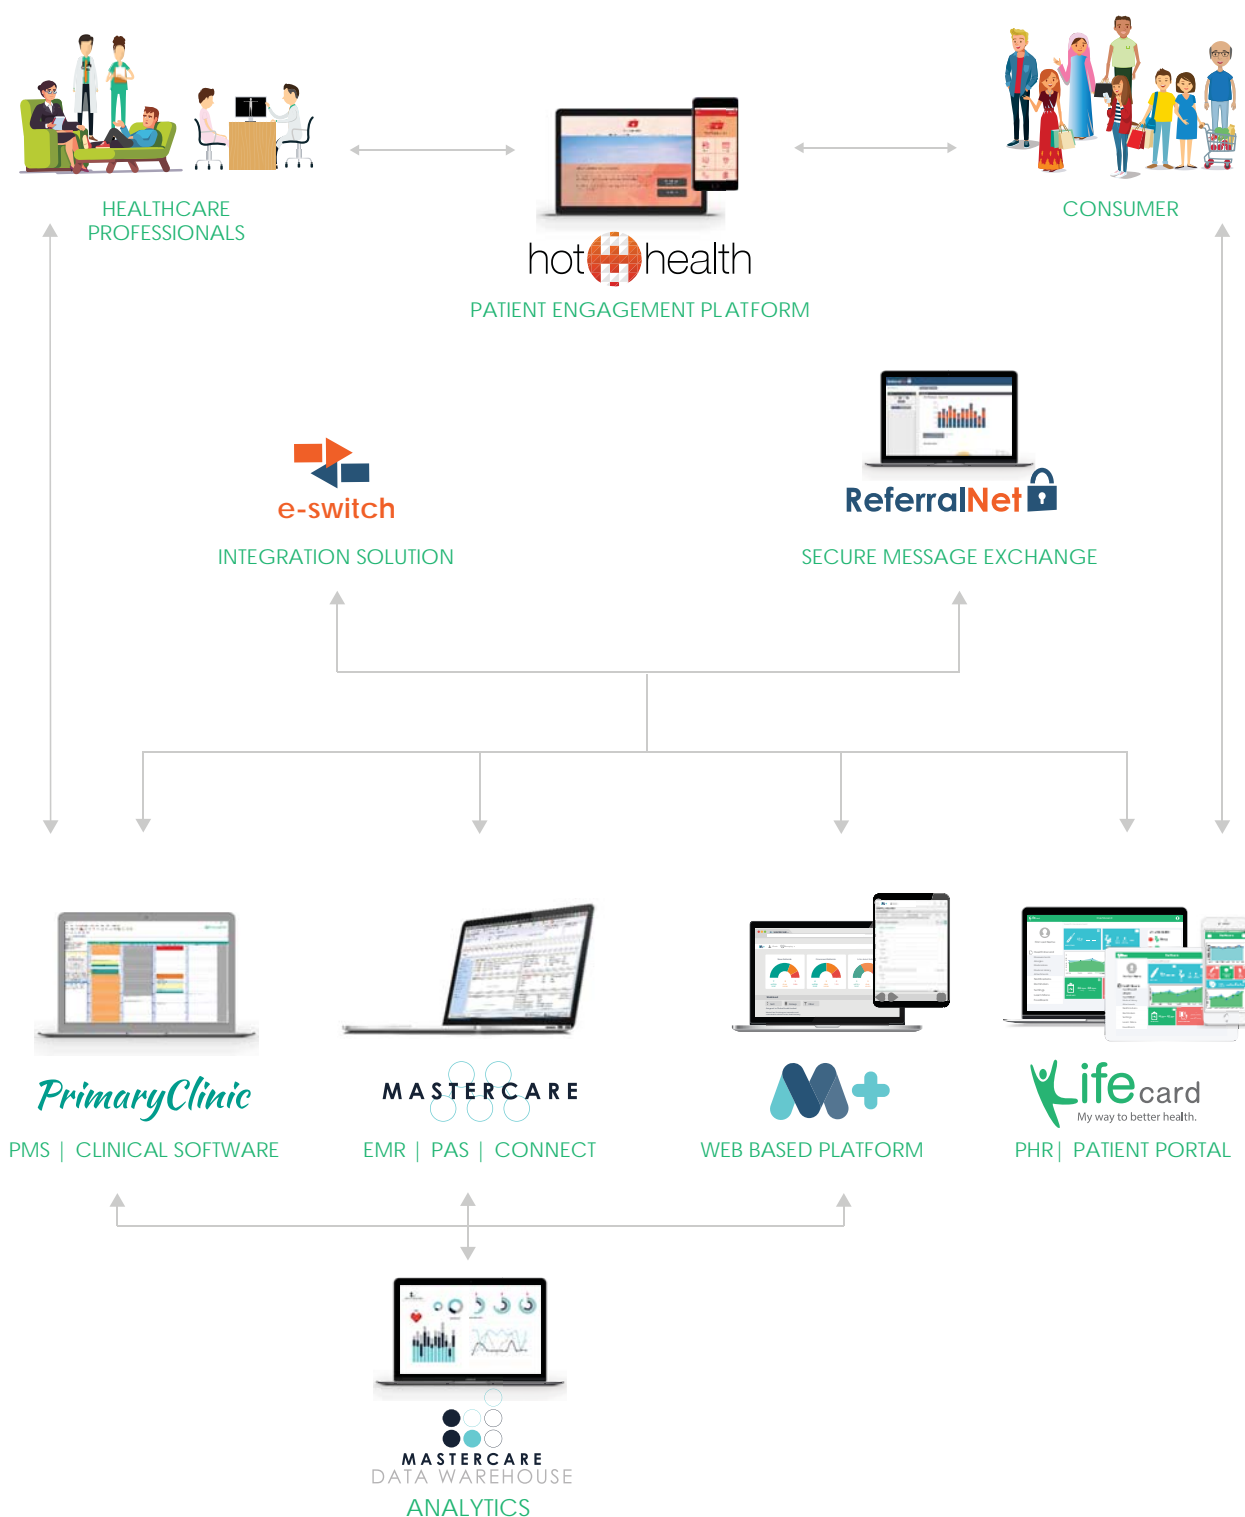 HEALTHCARE
PROFESSIONALS
CONSUMER
hot health
PATIENT ENGAGEMENT PLATFORM
e-switch
INTEGRATION SOLUTION
ReferralNet
SECURE MESSAGE EXCHANGE
PrimaryClinic
PMS | CLINICAL SOFTWARE
MASTERCARE
EMR | PAS | CONNECT
M+
WEB BASED PLATFORM
Lifecard
My way to better health.
PHR | PATIENT PORTAL
MASTERCARE
DATA WAREHOUSE
ANALYTICS